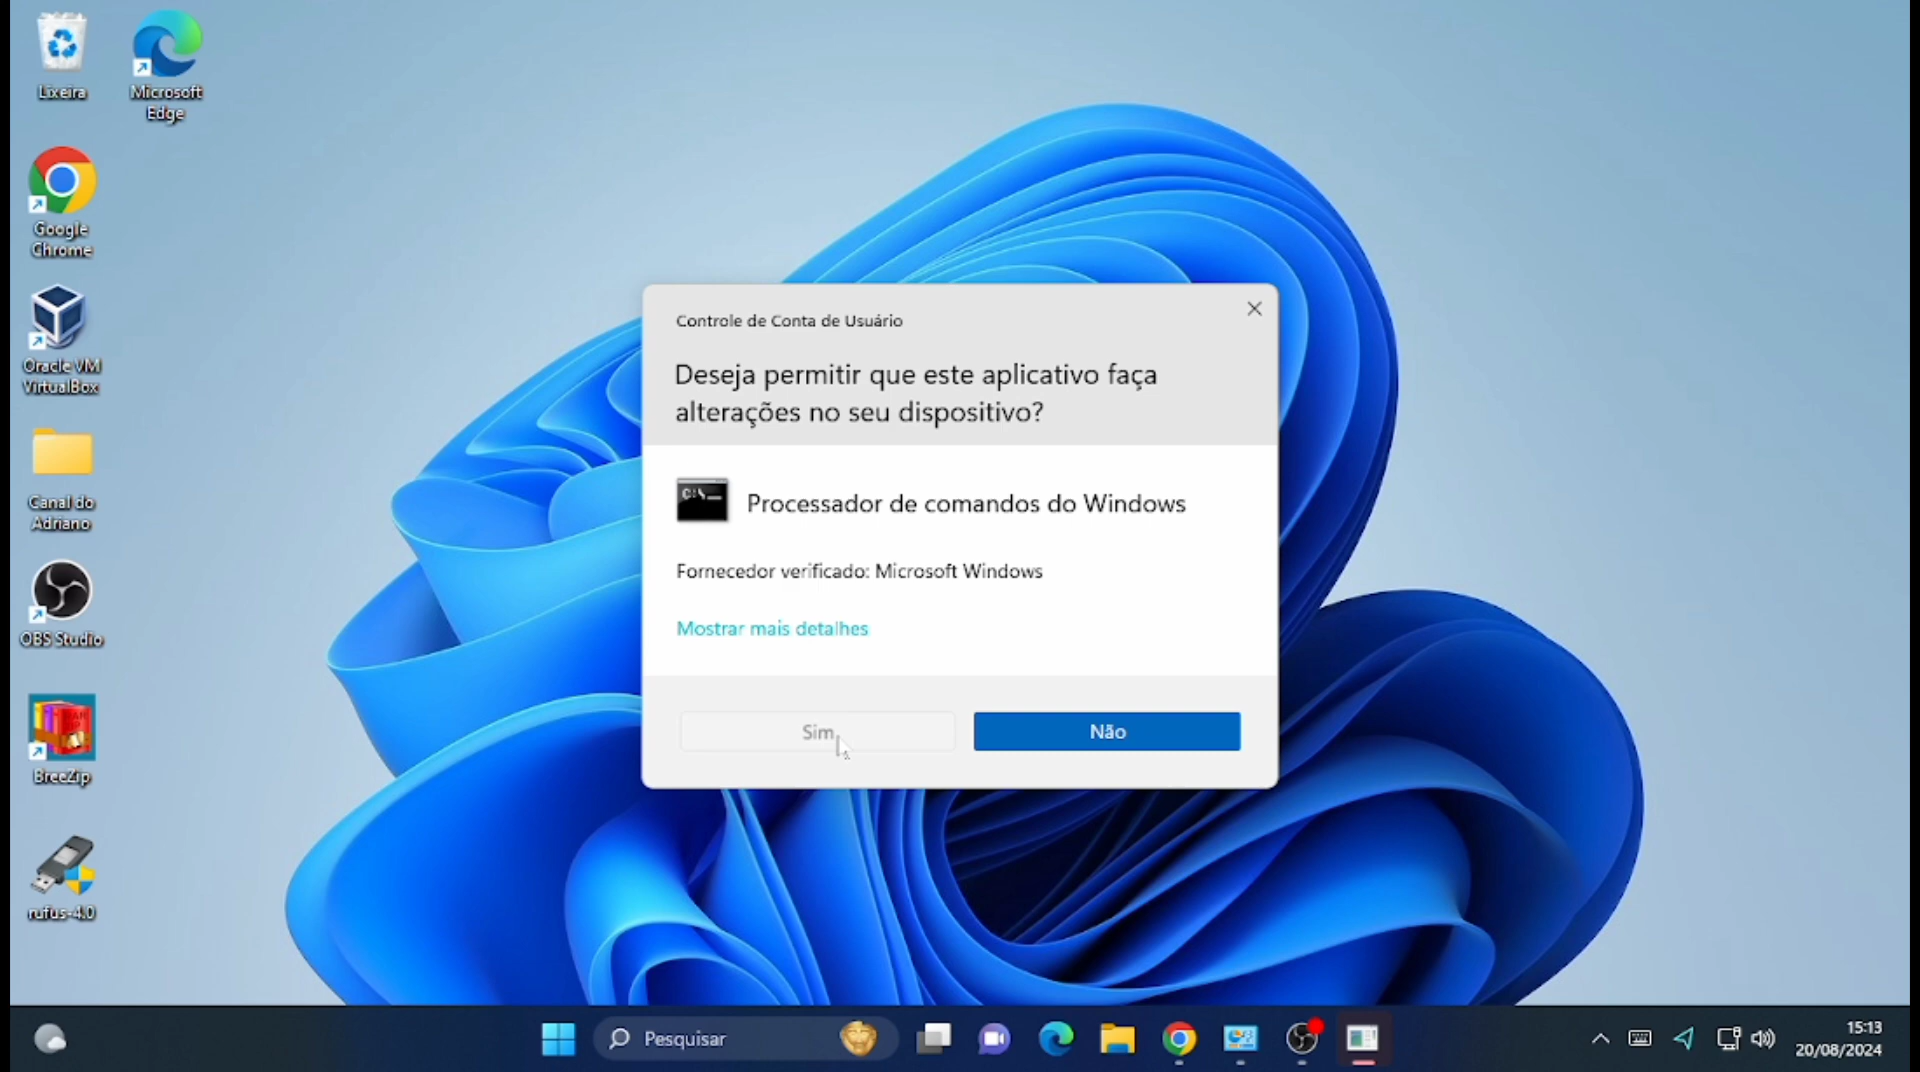 Lixeira
Microsoft
Edge
Google
Chrome
Oracle VM
VirtualBox
Canal do
Adriano
OBS Studio
BreeZip
rufus-4.0
Controle de Conta de Usuário
Deseja permitir que este aplicativo faça
alterações no seu dispositivo?
C:\_
Processador de comandos do Windows
Fornecedor verificado: Microsoft Windows
Mostrar mais detalhes
Sim
Não
Pesquisar
15:13
20/08/2024